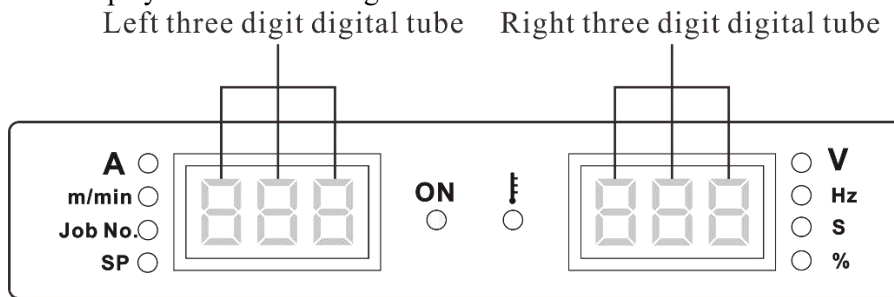 Left three digit digital tube Right three digit digital tube
A V
m/min ON Hz
Job No. S
SP %